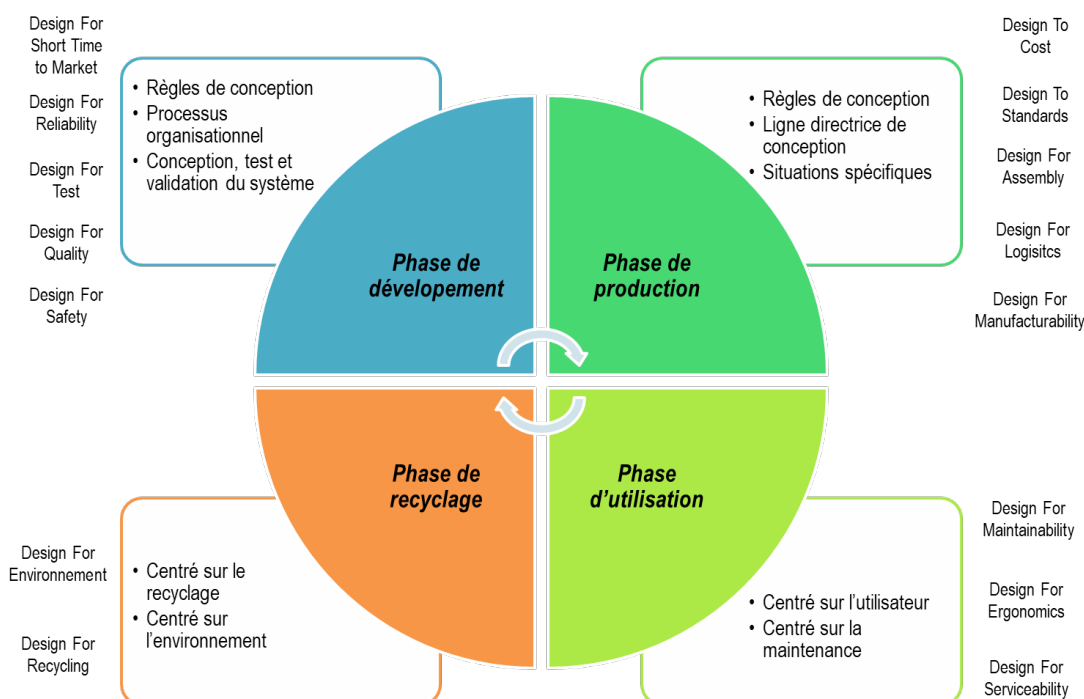 Design For
Short Time
to Market
Design For
Reliability
Design For
Test
Design For
Quality
Design For
Safety
• Règles de conception
• Processus
organisationnel
• Conception, test et
validation du système
Phase de
dévelopement
• Règles de conception
• Ligne directrice de
conception
• Situations spécifiques
Phase de
production
Design To
Cost
Design To
Standards
Design For
Assembly
Design For
Logisitcs
Design For
Manufacturability
Design For
Environnement
Design For
Recycling
• Centré sur le
recyclage
• Centré sur
l'environnement
Phase de
recyclage
Phase
d'utilisation
• Centré sur l'utilisateur
• Centré sur la
maintenance
Design For
Maintainability
Design For
Ergonomics
Design For
Serviceability